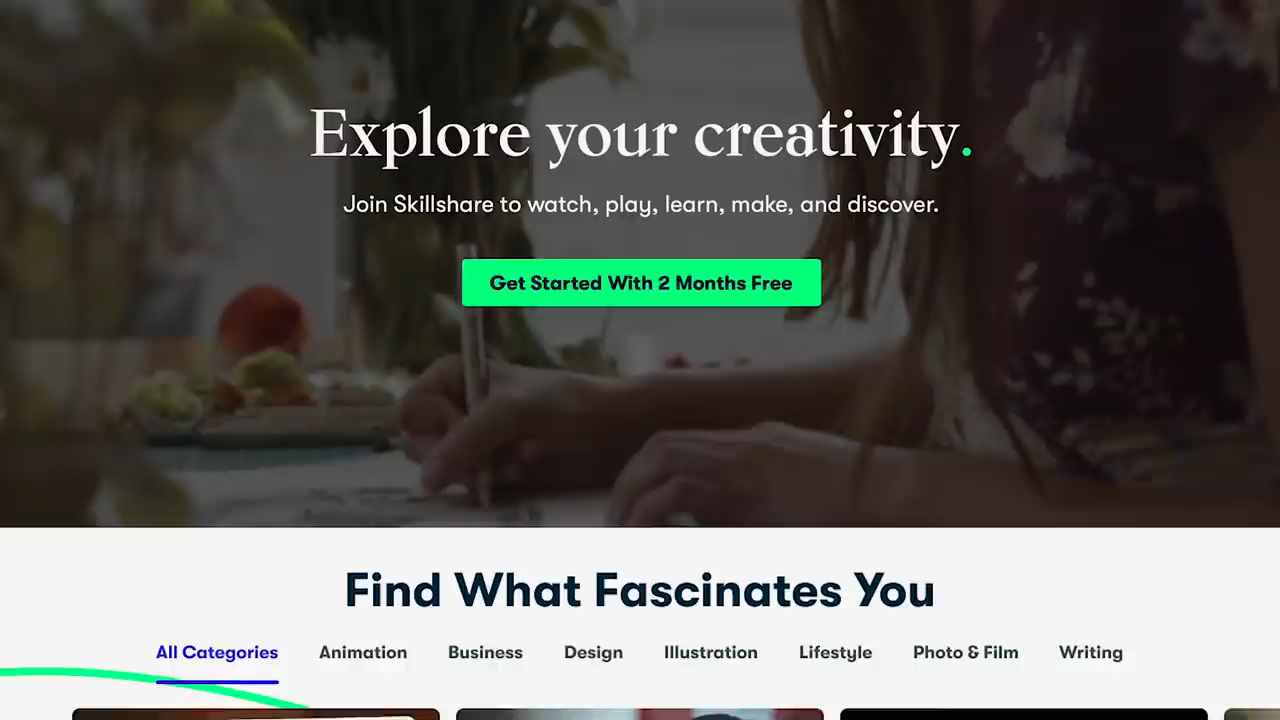 Explore your creativity.
Join Skillshare to watch, play, learn, make, and discover.
Get Started With 2 Months Free
Find What Fascinates You
All Categories Animation Business Design Illustration Lifestyle Photo & Film Writing